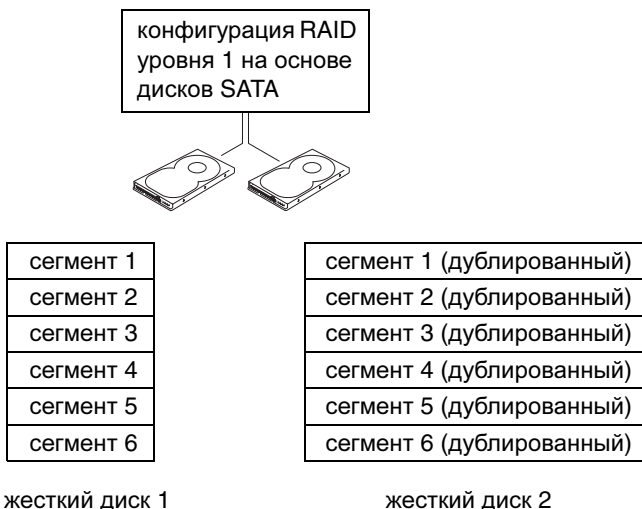 конфигурация RAID
уровня 1 на основе
дисков SATA
сегмент 1
сегмент 2
сегмент 3
сегмент 4
сегмент 5
сегмент 6
жесткий диск 1
сегмент 1 (дублированный)
сегмент 2 (дублированный)
сегмент 3 (дублированный)
сегмент 4 (дублированный)
сегмент 5 (дублированный)
сегмент 6 (дублированный)
жесткий диск 2